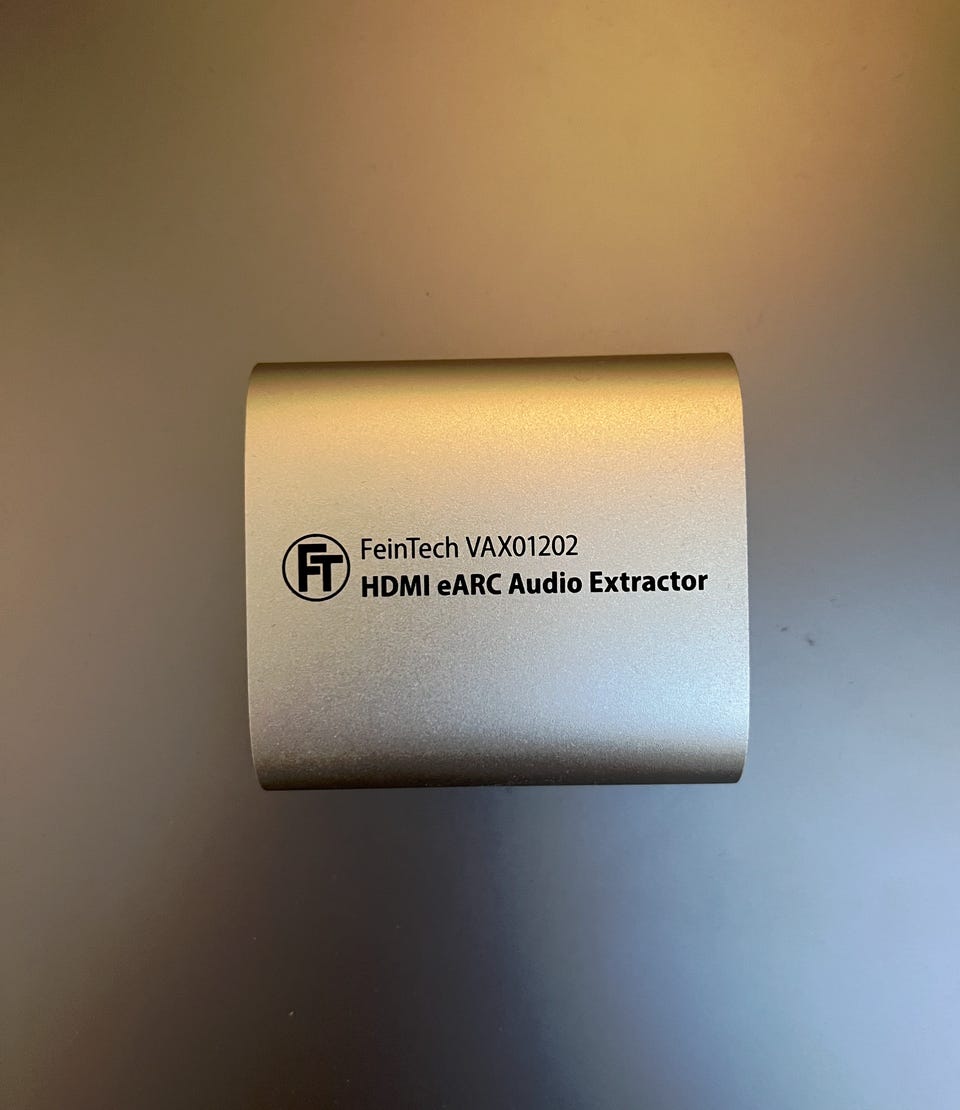 FT
FeinTech VAX01202
HDMI eARC Audio Extractor